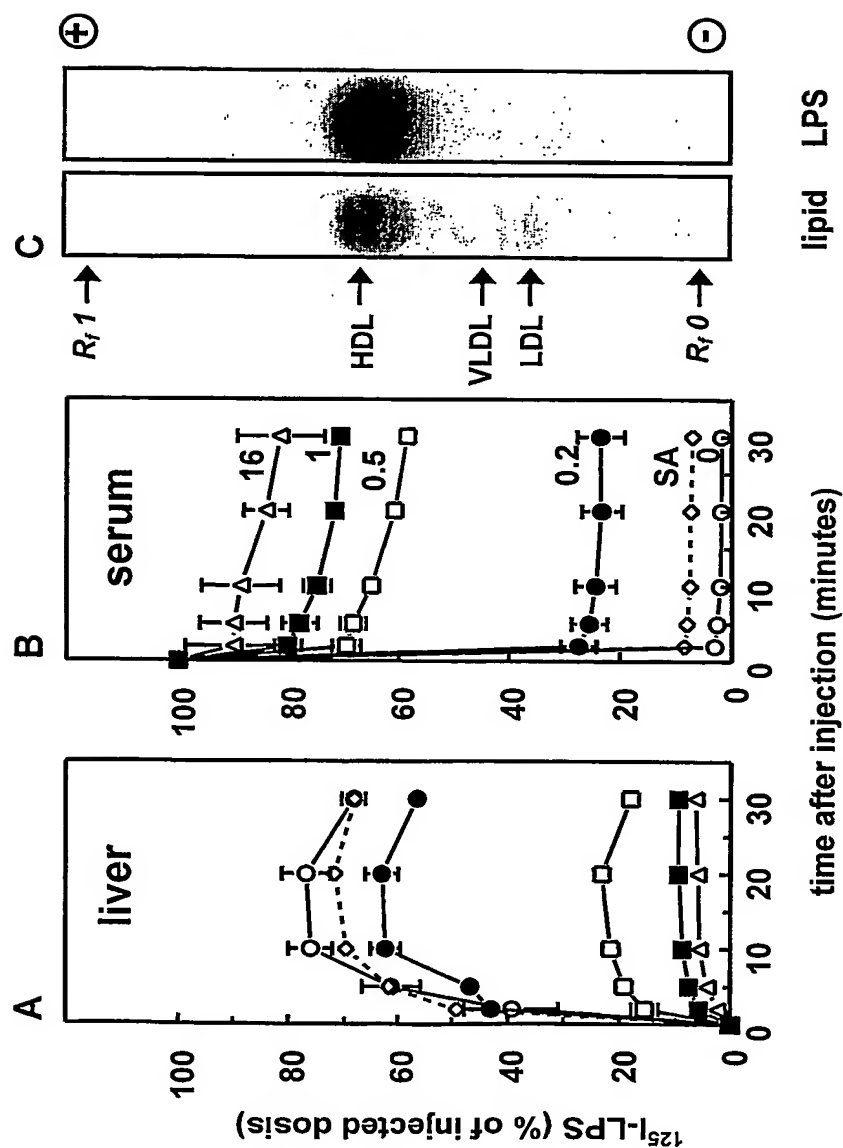 A
liver
¹²⁵I-LPS (% of injected dosis)
100
80
60
40
20
0
0
10
20
30
B
serum
100
80
60
40
20
0
0
10
20
30
16
1
0.5
0.2
SA
0
time after injection (minutes)
C
R_f 1 →
HDL →
VLDL →
LDL →
R_f 0 →
lipid
LPS
+
-